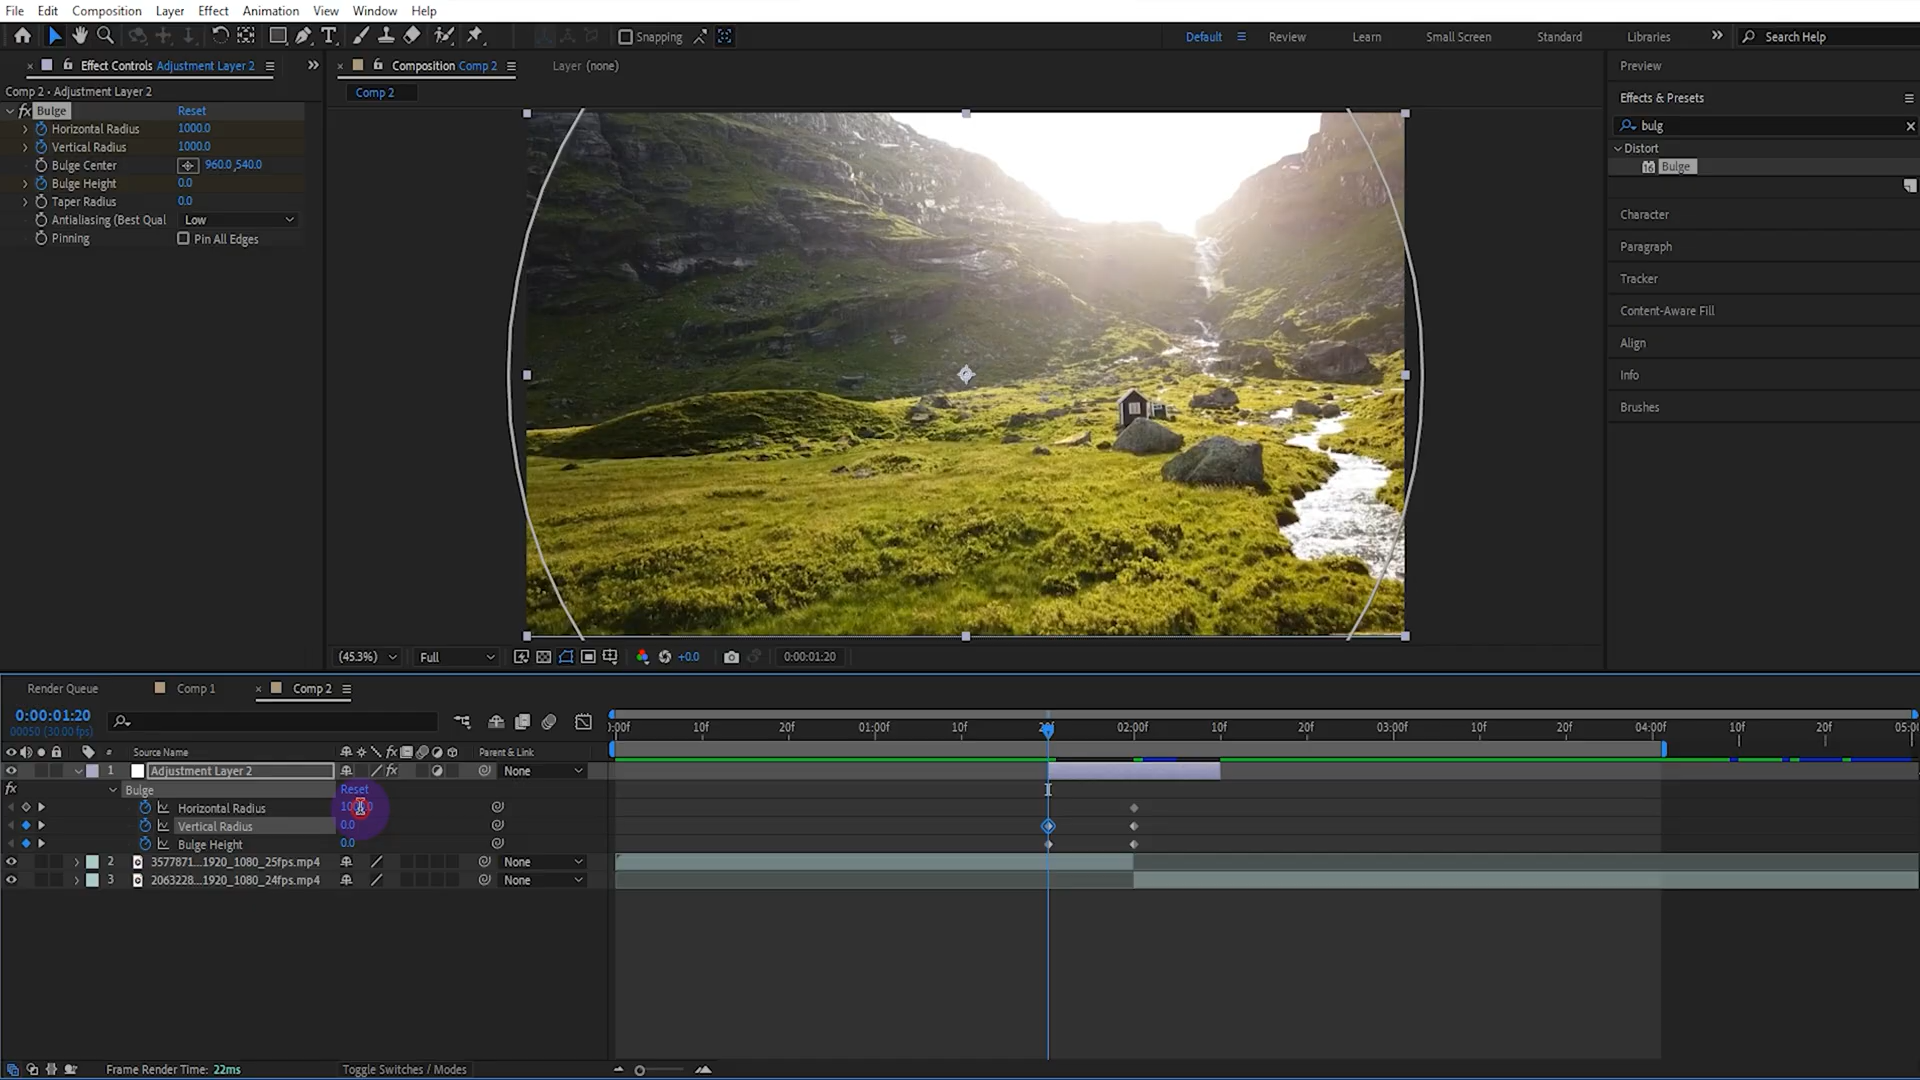 File Edit Composition Layer Effect Animation View Window Help
Snapping Default Review Learn Small Screen Standard Libraries Search Help
Effect Controls Adjustment Layer 2
Comp 2 • Adjustment Layer 2
fx Bulge Reset
Horizontal Radius 1000.0
Vertical Radius 1000.0
Bulge Center 960.0,540.0
Bulge Height 0.0
Taper Radius 0.0
Antialiasing (Best Qual Low
Pinning Pin All Edges
Composition Comp 2 Layer (none)
Comp 2
(45.3%) Full +0.0 0:00:01:20
Preview
Effects & Presets
bulg
Distort
Bulge
Character
Paragraph
Tracker
Content-Aware Fill
Align
Info
Brushes
Render Queue Comp 1 Comp 2
0:00:01:20
00050 (30.00 fps)
:00f 10f 20f 01:00f 10f 02:00f 10f 20f 03:00f 10f 20f 04:00f 10f 20f 05:0
# Source Name fx Parent & Link
1 Adjustment Layer 2 fx None
fx Bulge Reset
Horizontal Radius
Vertical Radius 0.0
Bulge Height 0.0
2 3577871...1920_1080_25fps.mp4 None
3 2063228...1920_1080_24fps.mp4 None
Frame Render Time: 22ms Toggle Switches / Modes